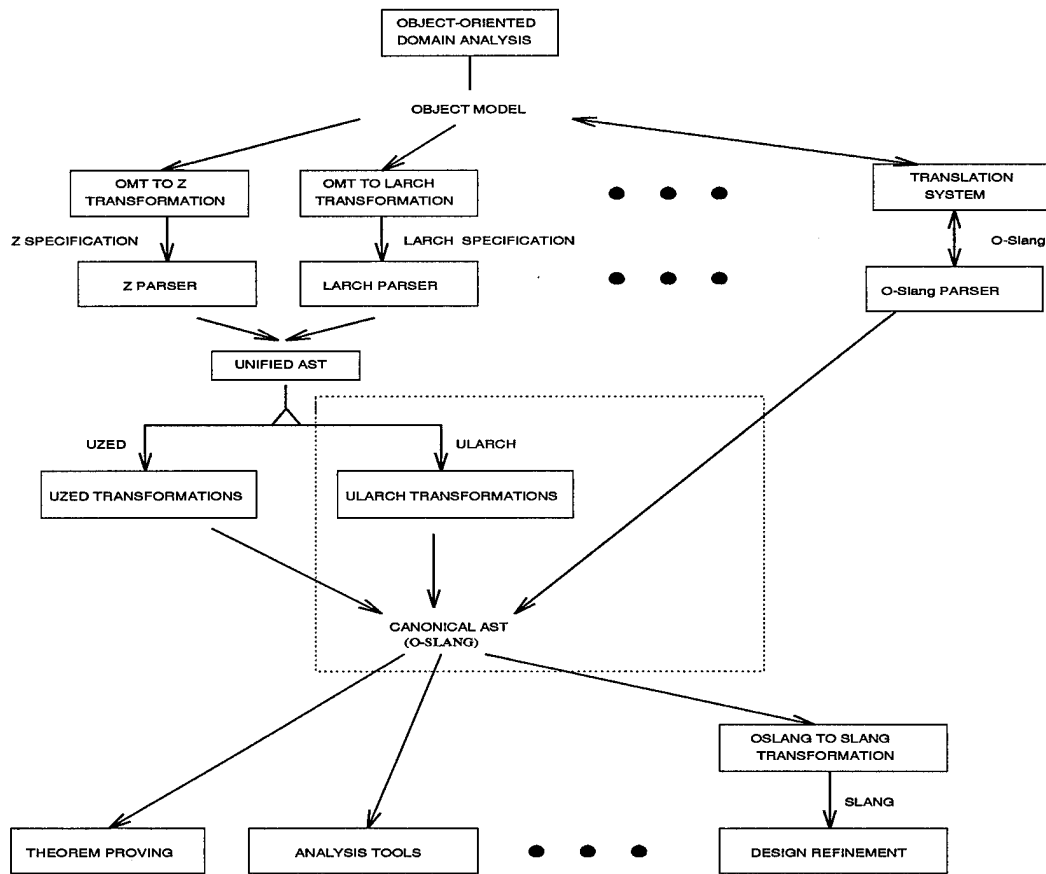 OBJECT-ORIENTED
DOMAIN ANALYSIS
OBJECT MODEL
OMT TO Z
TRANSFORMATION
OMT TO LARCH
TRANSFORMATION
TRANSLATION
SYSTEM
Z SPECIFICATION
LARCH SPECIFICATION
O-Slang
Z PARSER
LARCH PARSER
O-Slang PARSER
UNIFIED AST
UZED
ULARCH
UZED TRANSFORMATIONS
ULARCH TRANSFORMATIONS
CANONICAL AST
(O-SLANG)
OSLANG TO SLANG
TRANSFORMATION
SLANG
THEOREM PROVING
ANALYSIS TOOLS
DESIGN REFINEMENT